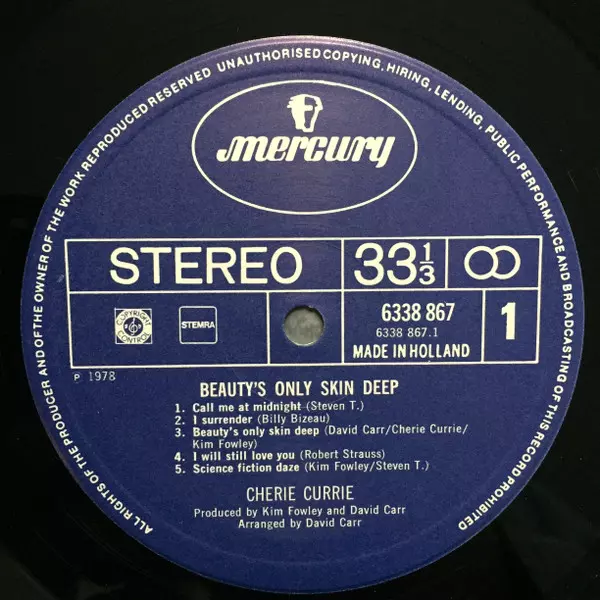 ALL RIGHTS OF THE PRODUCER AND OF THE OWNER OF THE WORK REPRODUCED RESERVED UNAUTHORISED COPYING, HIRING, LENDING, PUBLIC PERFORMANCE AND BROADCASTING OF THIS RECORD PROHIBITED
mercury
STEREO 33 1/3
COPYRIGHT CONTROL STEMRA 6338 867 1
6338 867.1
MADE IN HOLLAND
P 1978
BEAUTY'S ONLY SKIN DEEP
1. Call me at midnight (Steven T.)
2. I surrender (Billy Bizeau)
3. Beauty's only skin deep (David Carr/Cherie Currie/
Kim Fowley)
4. I will still love you (Robert Strauss)
5. Science fiction daze (Kim Fowley/Steven T.)
CHERIE CURRIE
Produced by Kim Fowley and David Carr
Arranged by David Carr